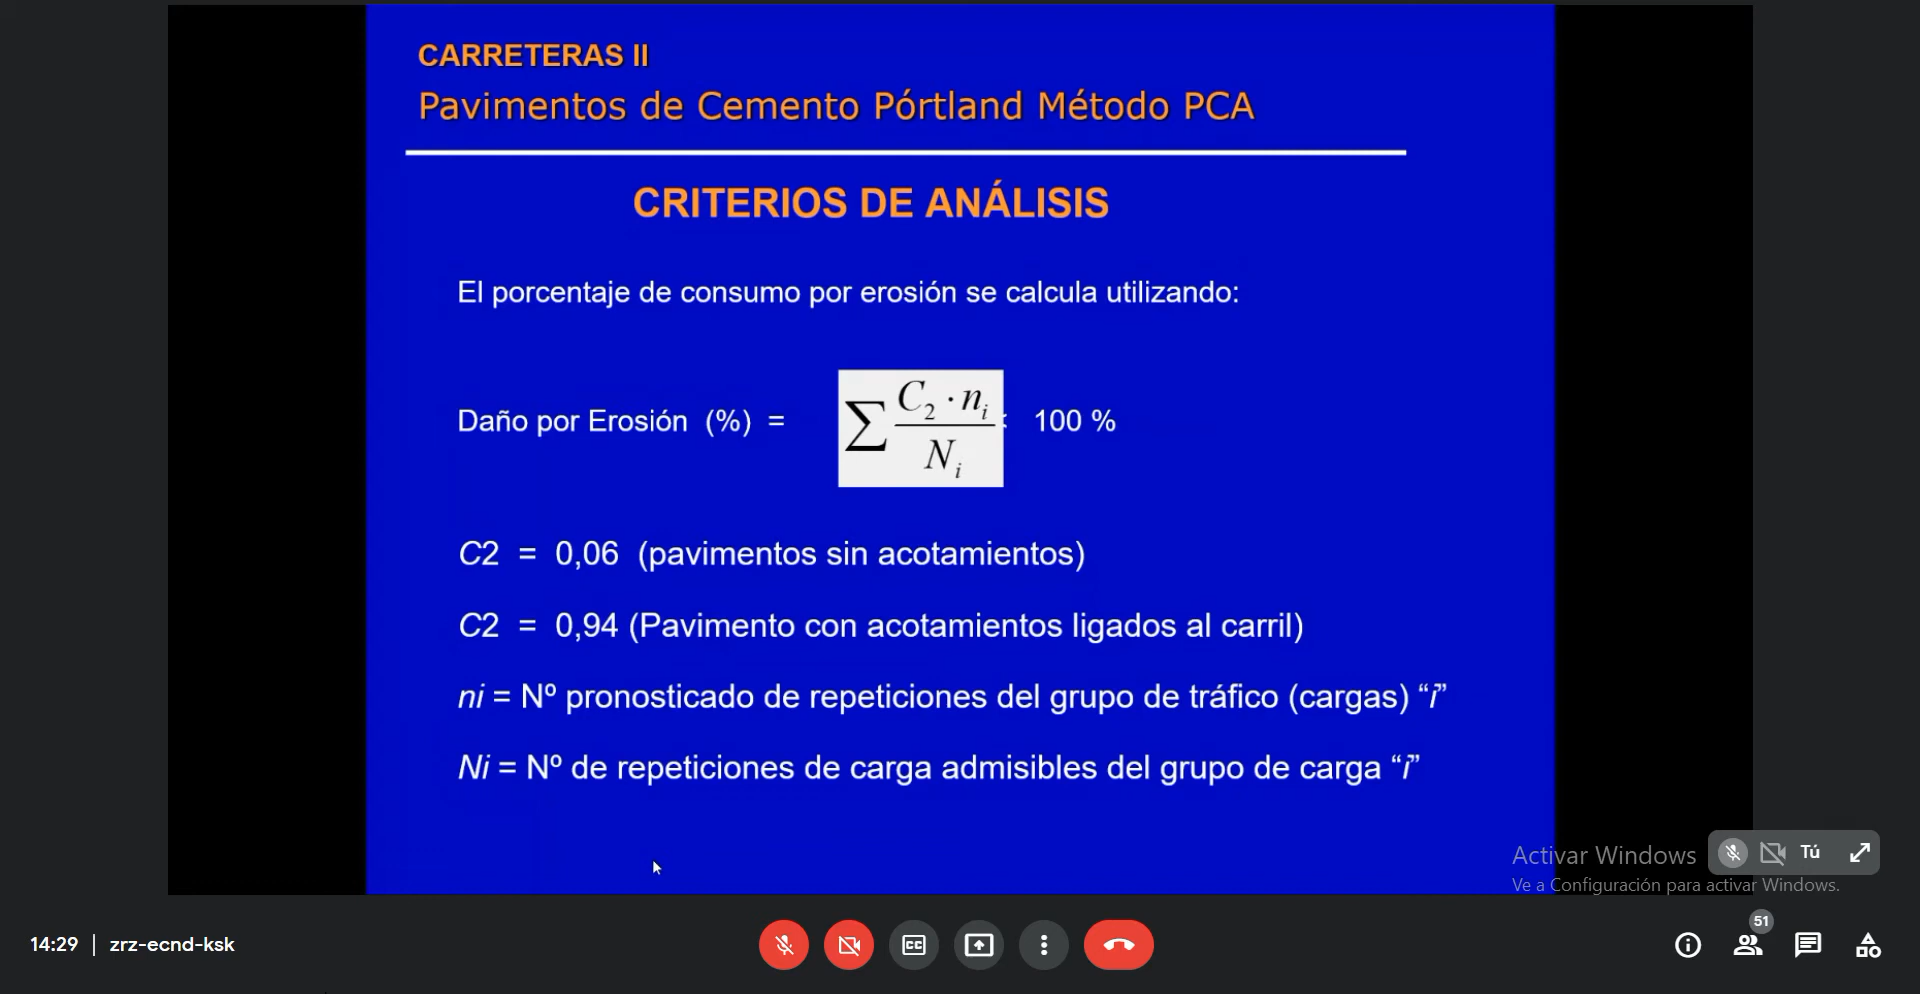 CARRETERAS II
Pavimentos de Cemento Pórtland Método PCA
CRITERIOS DE ANÁLISIS
El porcentaje de consumo por erosión se calcula utilizando:
Daño por Erosión (%) = ∑ C₂ · nᵢ / Nᵢ < 100 %
C2 = 0,06 (pavimentos sin acotamientos)
C2 = 0,94 (Pavimento con acotamientos ligados al carril)
ni = Nº pronosticado de repeticiones del grupo de tráfico (cargas) “i”
Ni = Nº de repeticiones de carga admisibles del grupo de carga “i”
Activar Windows
Tú
Ve a Configuración para activar Windows.
14:29 | zrz-ecnd-ksk
CC
51